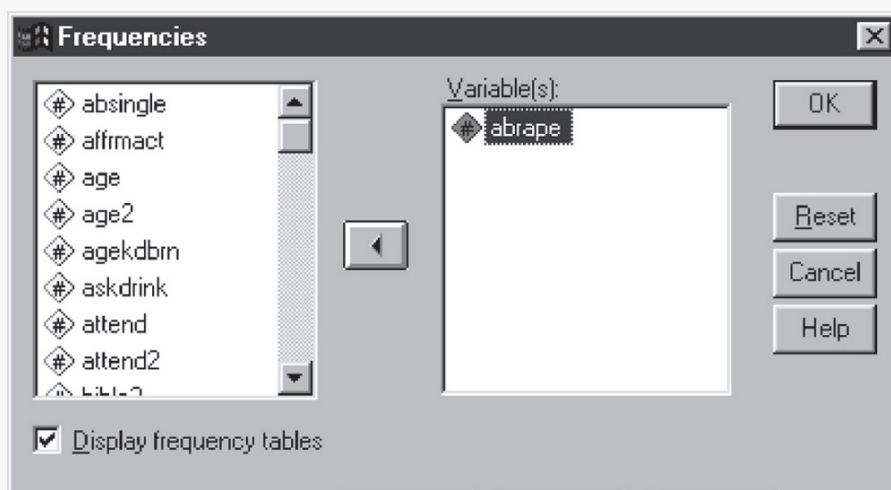 Frequencies
absingle
affrmact
age
age2
agekdbrn
askdrink
attend
attend2
Variable(s):
abrape
OK
Reset
Cancel
Help
Display frequency tables